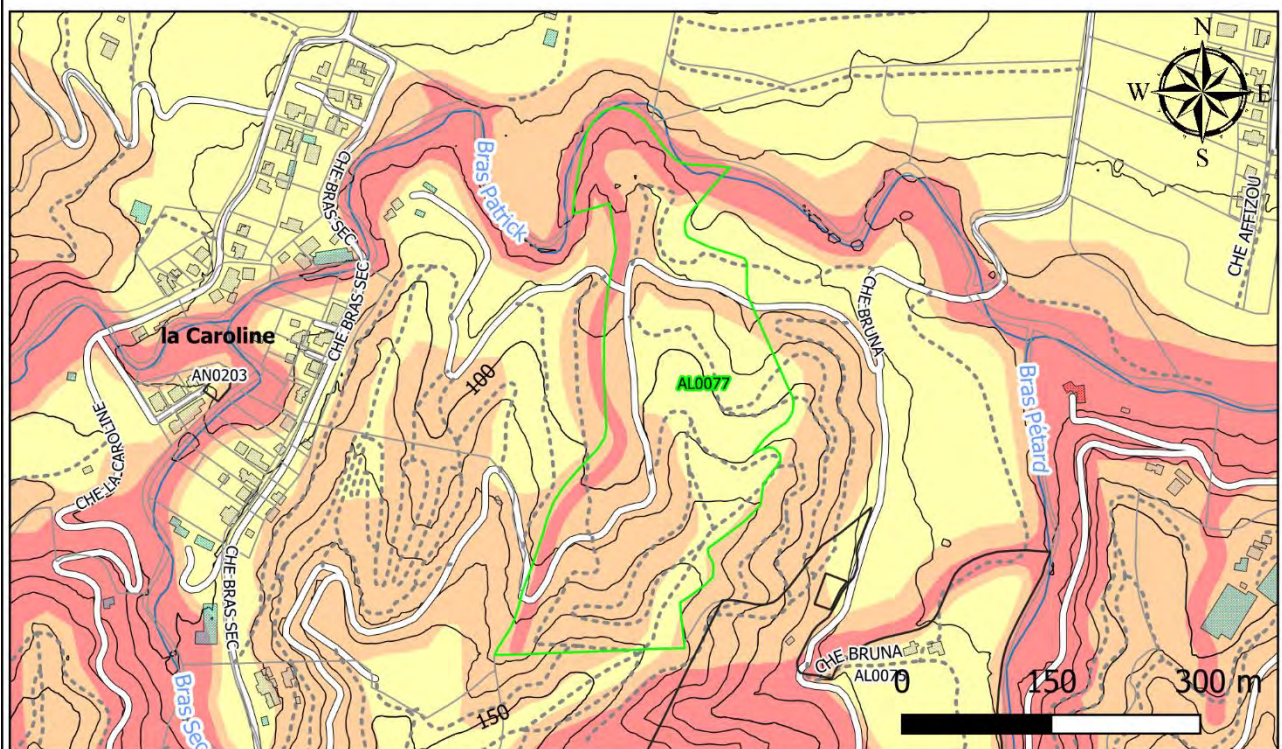 N
W
E
S
CHE AFFIZOU
Bras Patrick
CHE BRAS SEC
CHE BRAS SEC
la Caroline
AN0203
CHE LA CAROLINE
100
AL0077
CHE BRUNA
Bras Pétard
CHE BRAS SEC
Bras Sec
CHE BRUNA
AL0075
150
0
150
300 m